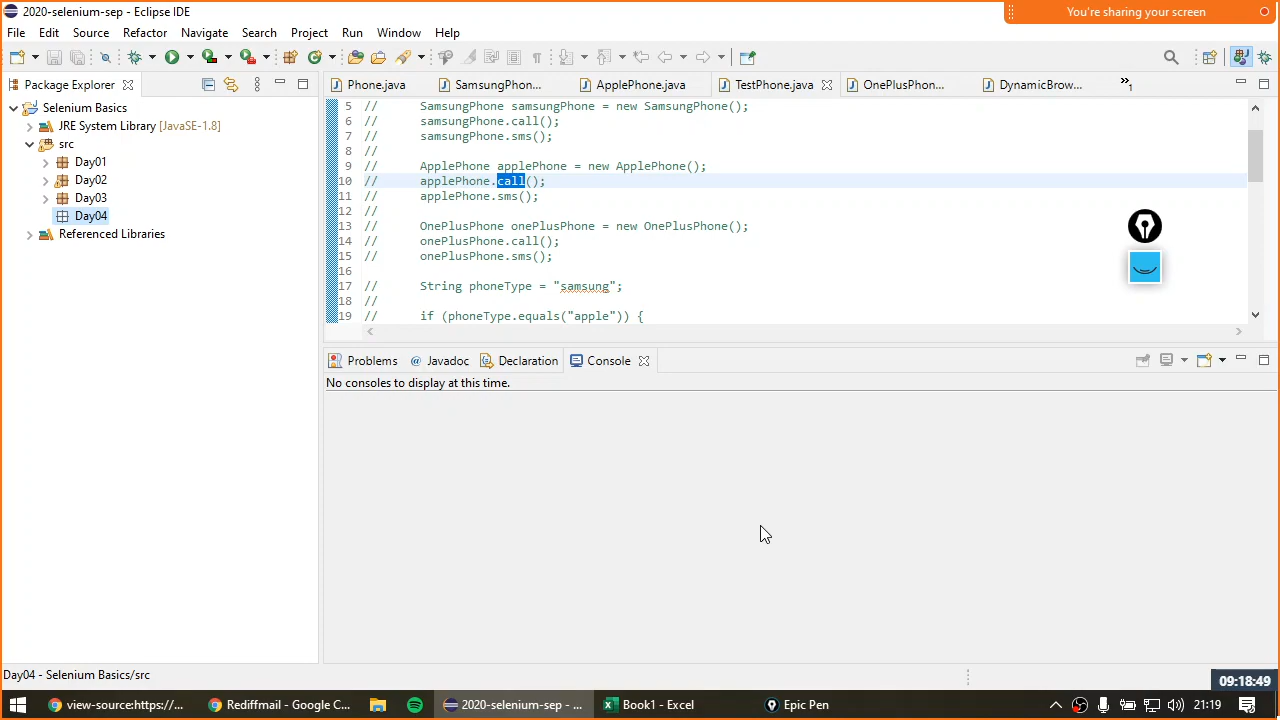 2020-selenium-sep - Eclipse IDE
You're sharing your screen
File Edit Source Refactor Navigate Search Project Run Window Help
Package Explorer
Phone.java SamsungPhon... ApplePhone.java TestPhone.java OnePlusPhon... DynamicBrow... »1
Selenium Basics
JRE System Library [JavaSE-1.8]
src
Day01
Day02
Day03
Day04
Referenced Libraries
5 // SamsungPhone samsungPhone = new SamsungPhone();
6 // samsungPhone.call();
7 // samsungPhone.sms();
8 //
9 // ApplePhone applePhone = new ApplePhone();
10 // applePhone.call();
11 // applePhone.sms();
12 //
13 // OnePlusPhone onePlusPhone = new OnePlusPhone();
14 // onePlusPhone.call();
15 // onePlusPhone.sms();
16
17 // String phoneType = "samsung";
18 //
19 // if (phoneType.equals("apple")) {
Problems @ Javadoc Declaration Console
No consoles to display at this time.
Day04 - Selenium Basics/src
09:18:49
view-source:https://... Rediffmail - Google C... 2020-selenium-sep - ... Book1 - Excel Epic Pen 21:19